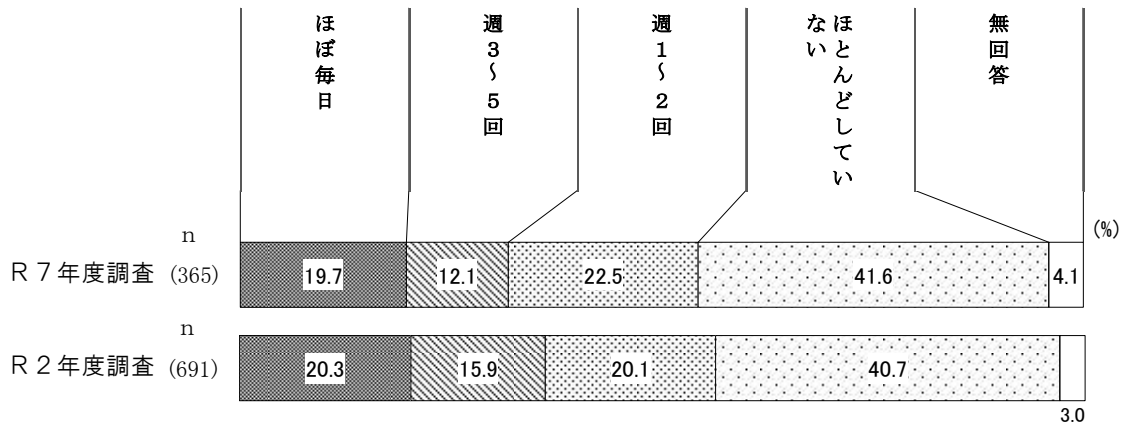 ほぼ毎日
週3～5回
週1～2回
ほとんどしてい
ない
無回答
(%)
n
R7年度調査 (365)
19.7 12.1 22.5 41.6 4.1
n
R2年度調査 (691)
20.3 15.9 20.1 40.7
3.0